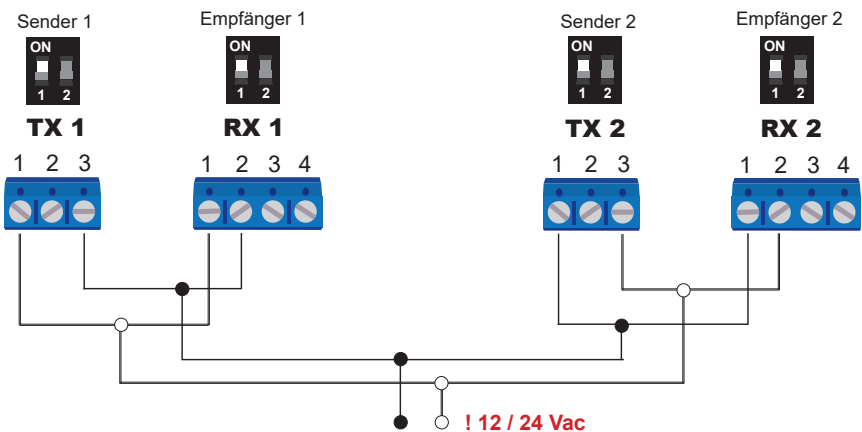 Sender 1 Empfänger 1 Sender 2 Empfänger 2
ON ON ON ON
1 2 1 2 1 2 1 2
TX 1 RX 1 TX 2 RX 2
1 2 3 1 2 3 4 1 2 3 1 2 3 4
! 12 / 24 Vac